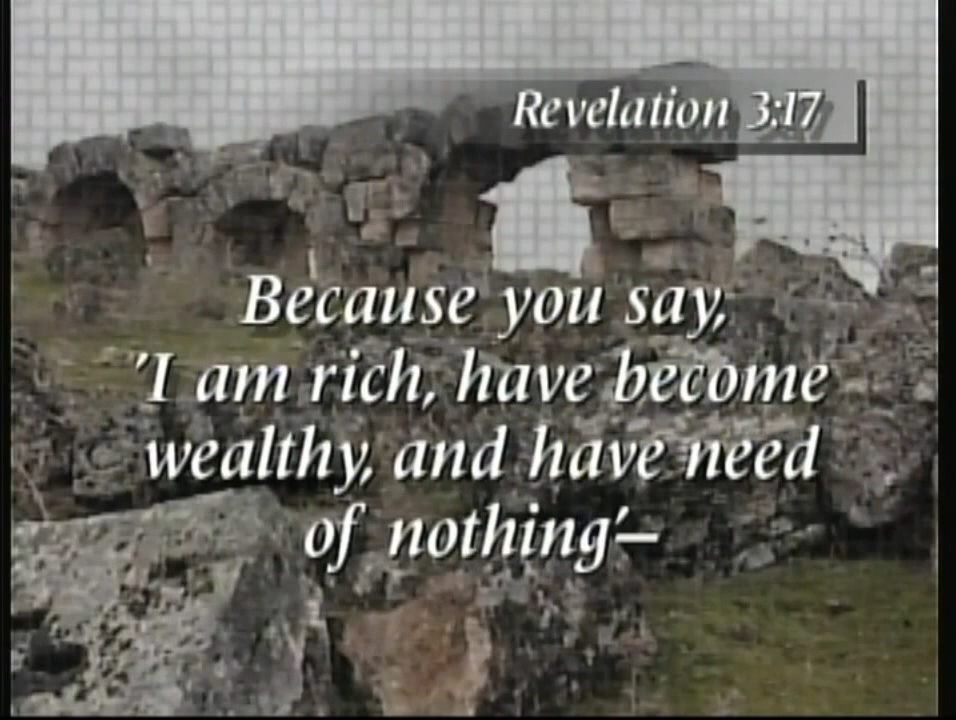 Revelation 3:17
Because you say,
'I am rich, have become
wealthy, and have need
of nothing'—